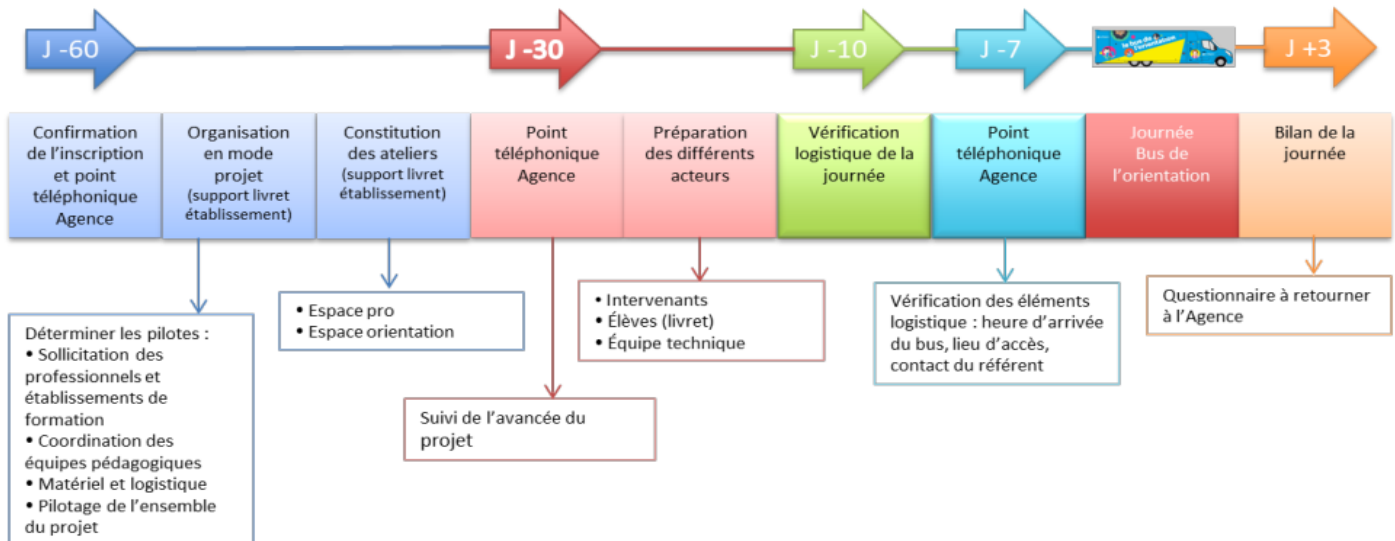 J -60
J -30
J -10
J -7
le bus de
l'orientation
J +3
Confirmation
de l'inscription
et point
téléphonique
Agence
Organisation
en mode
projet
(support livret
établissement)
Constitution
des ateliers
(support livret
établissement)
Point
téléphonique
Agence
Préparation
des différents
acteurs
Vérification
logistique de la
journée
Point
téléphonique
Agence
Journée
Bus de
l'orientation
Bilan de la
journée
Déterminer les pilotes :
• Sollicitation des
professionnels et
établissements de
formation
• Coordination des
équipes pédagogiques
• Matériel et logistique
• Pilotage de l'ensemble
du projet
• Espace pro
• Espace orientation
Suivi de l'avancée du
projet
• Intervenants
• Élèves (livret)
• Équipe technique
Vérification des éléments
logistique : heure d'arrivée
du bus, lieu d'accès,
contact du référent
Questionnaire à retourner
à l'Agence